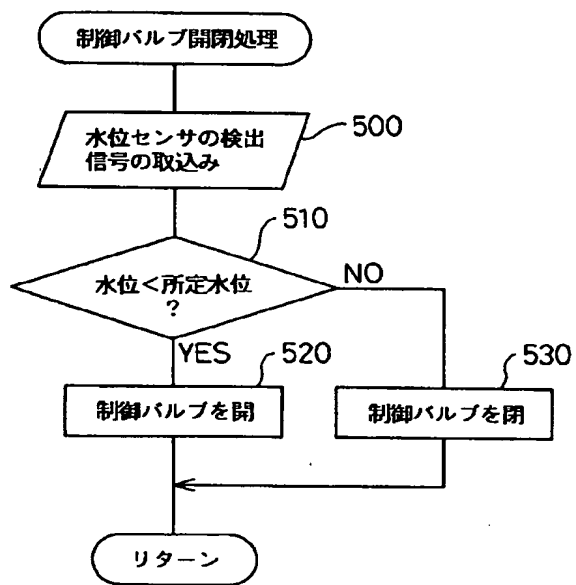 制御バルブ開閉処理
水位センサの検出
信号の取込み
500
510
水位<所定水位
?
NO
YES
520
530
制御バルブを開
制御バルブを閉
リターン